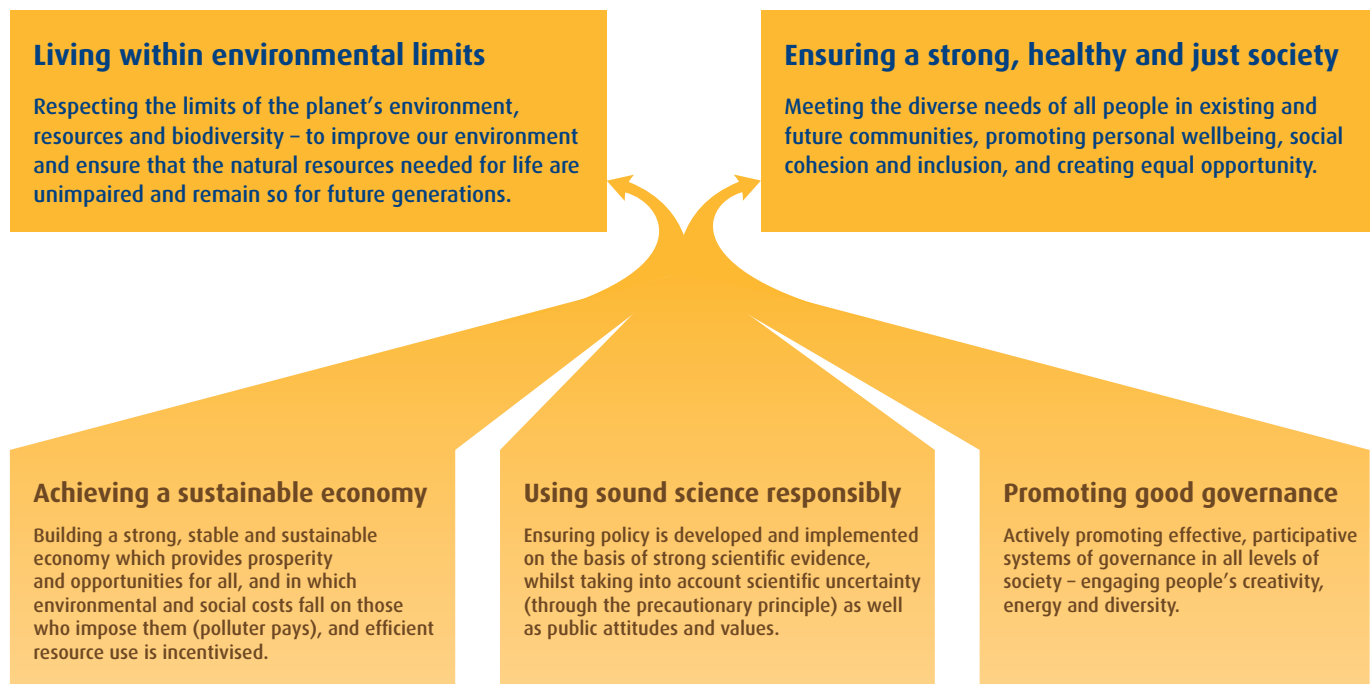 Living within environmental limits
Respecting the limits of the planet’s environment,
resources and biodiversity – to improve our environment
and ensure that the natural resources needed for life are
unimpaired and remain so for future generations.
Ensuring a strong, healthy and just society
Meeting the diverse needs of all people in existing and
future communities, promoting personal wellbeing, social
cohesion and inclusion, and creating equal opportunity.
Achieving a sustainable economy
Building a strong, stable and sustainable
economy which provides prosperity
and opportunities for all, and in which
environmental and social costs fall on those
who impose them (polluter pays), and efficient
resource use is incentivised.
Using sound science responsibly
Ensuring policy is developed and implemented
on the basis of strong scientific evidence,
whilst taking into account scientific uncertainty
(through the precautionary principle) as well
as public attitudes and values.
Promoting good governance
Actively promoting effective, participative
systems of governance in all levels of
society – engaging people’s creativity,
energy and diversity.